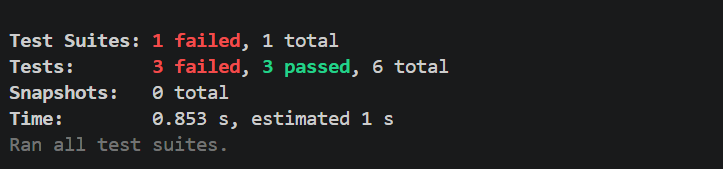 Test Suites: 1 failed, 1 total
Tests:       3 failed, 3 passed, 6 total
Snapshots:   0 total
Time:        0.853 s, estimated 1 s
Ran all test suites.